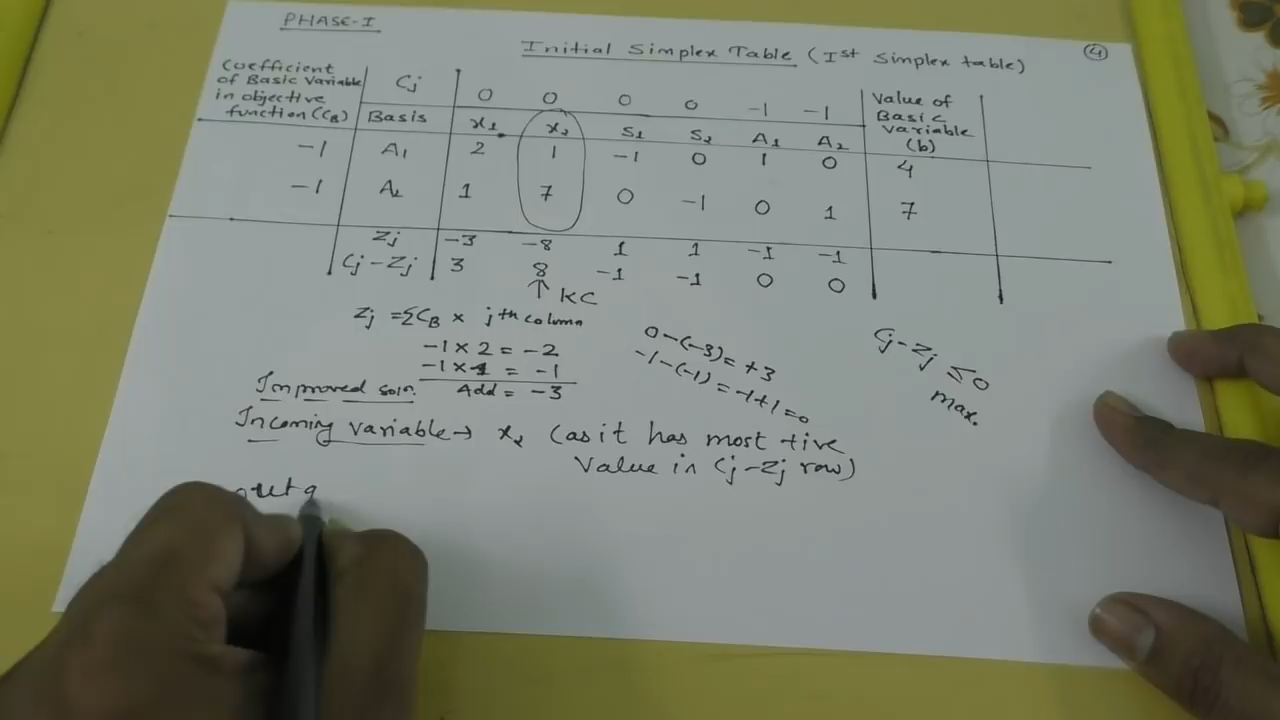 PHASE-I
④
Initial Simplex Table (Ist Simplex table)
Coefficient of Basic Variable in objective function (CB) Cj 0 0 0 0 -1 -1 Value of Basic Variable (b)
Basis x1 x2 S1 S2 A1 A2
-1 A1 2 1 -1 0 1 0 4
-1 A2 1 7 0 -1 0 1 7
Zj -3 -8 1 1 -1 -1
Cj-Zj 3 8 -1 -1 0 0
↑ KC
Zj = ΣCB × jth column
-1 × 2 = -2
-1 × 1 = -1
Add = -3
0-(-3) = +3
-1-(-1) = -1+1 = 0
Cj-Zj ≤ 0
max.
Improved soln.
Incoming variable → x2 (as it has most +ive
Value in Cj-Zj row)
outg